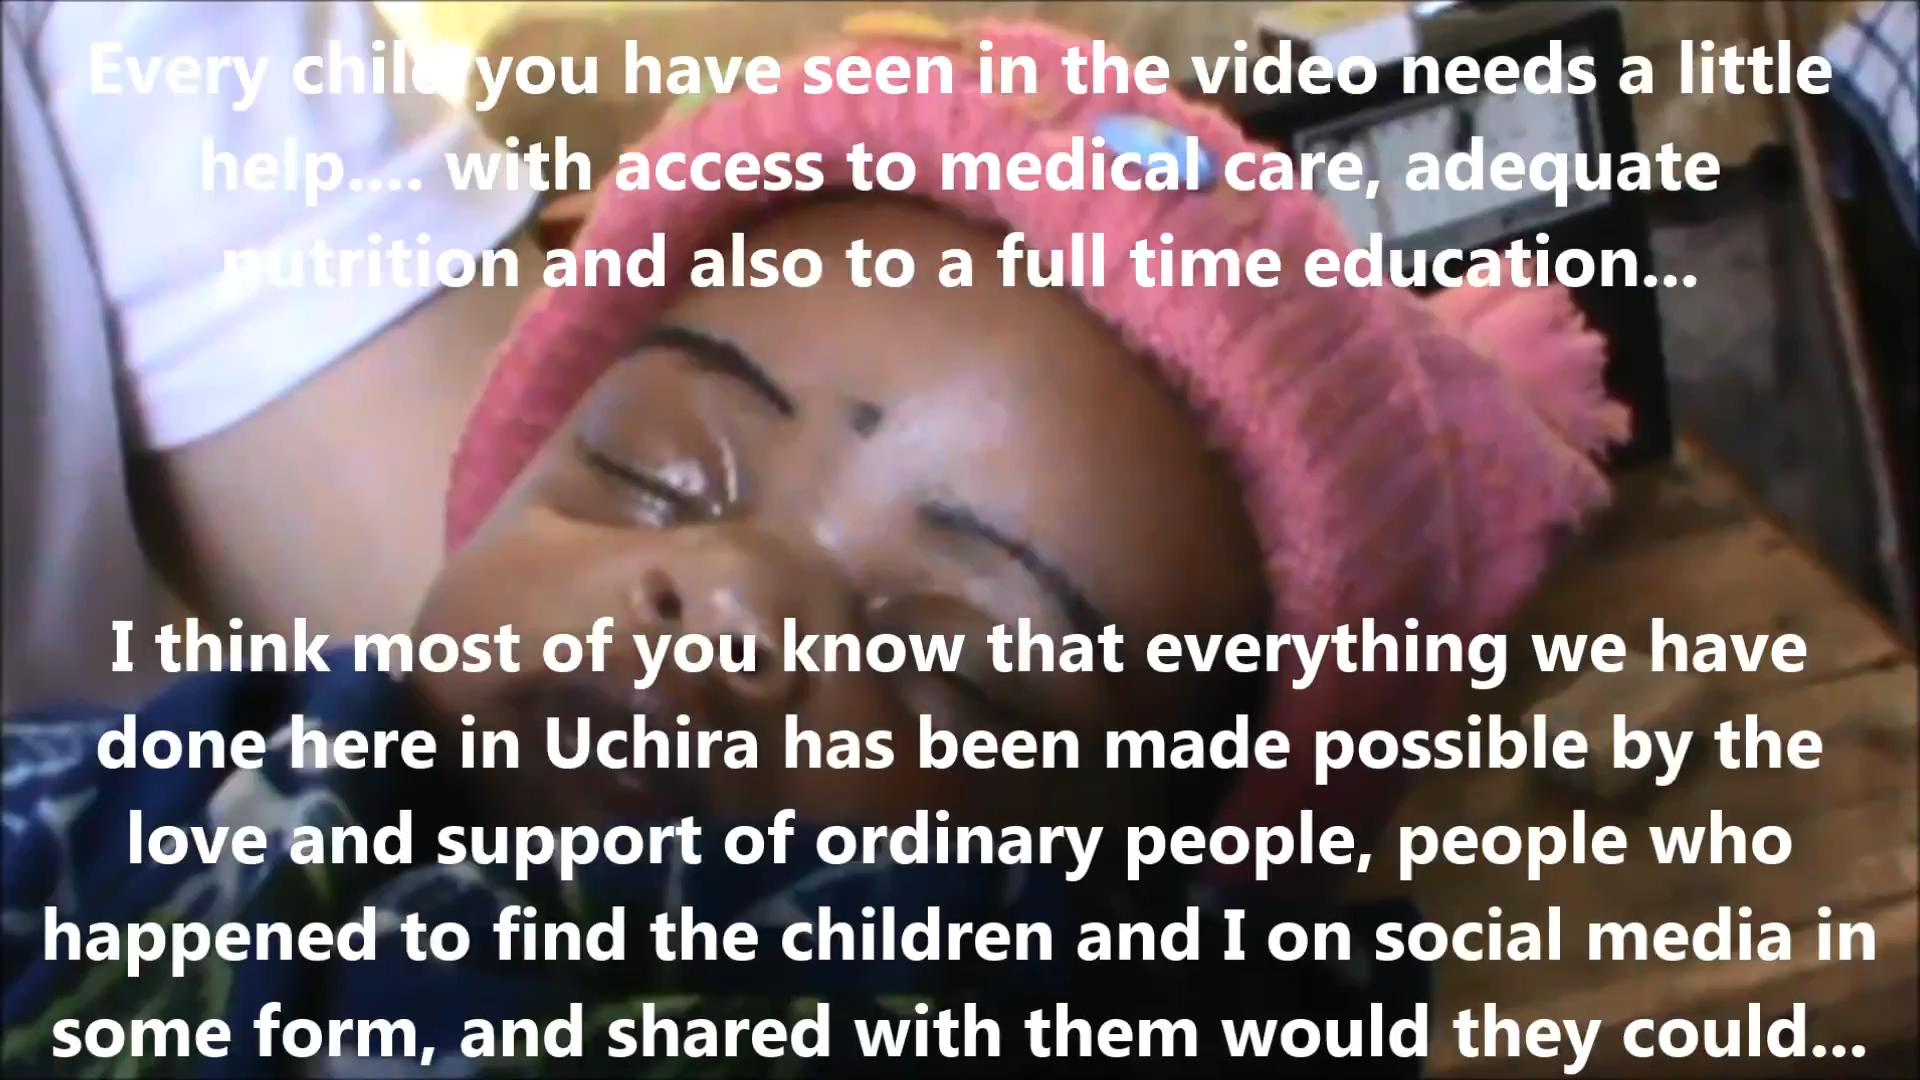 Every child you have seen in the video needs a little
help.... with access to medical care, adequate
nutrition and also to a full time education...
I think most of you know that everything we have
done here in Uchira has been made possible by the
love and support of ordinary people, people who
happened to find the children and I on social media in
some form, and shared with them would they could...